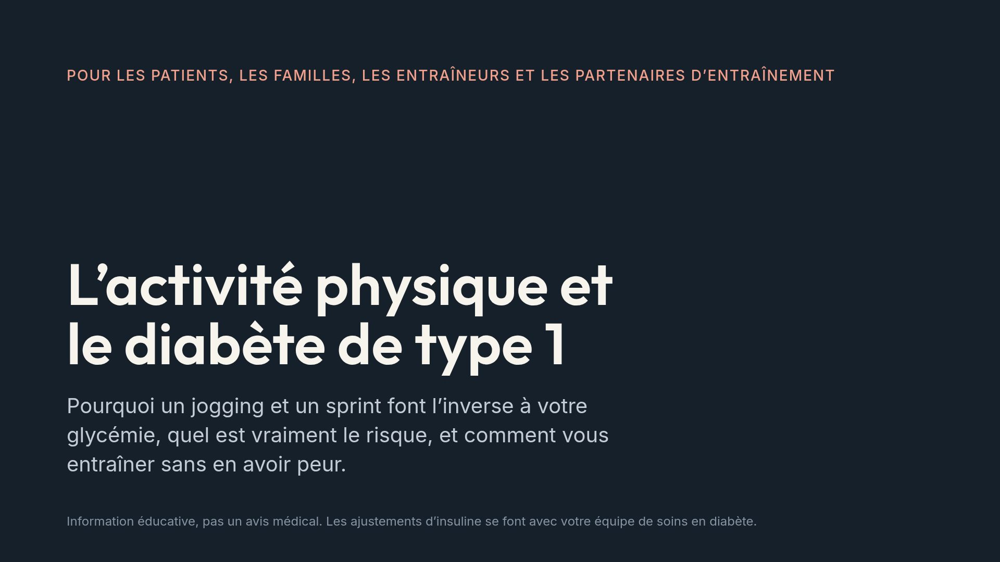 POUR LES PATIENTS, LES FAMILLES, LES ENTRAÎNEURS ET LES PARTENAIRES D’ENTRAÎNEMENT
L’activité physique et
le diabète de type 1
Pourquoi un jogging et un sprint font l’inverse à votre
glycémie, quel est vraiment le risque, et comment vous
entraîner sans en avoir peur.
Information éducative, pas un avis médical. Les ajustements d’insuline se font avec votre équipe de soins en diabète.